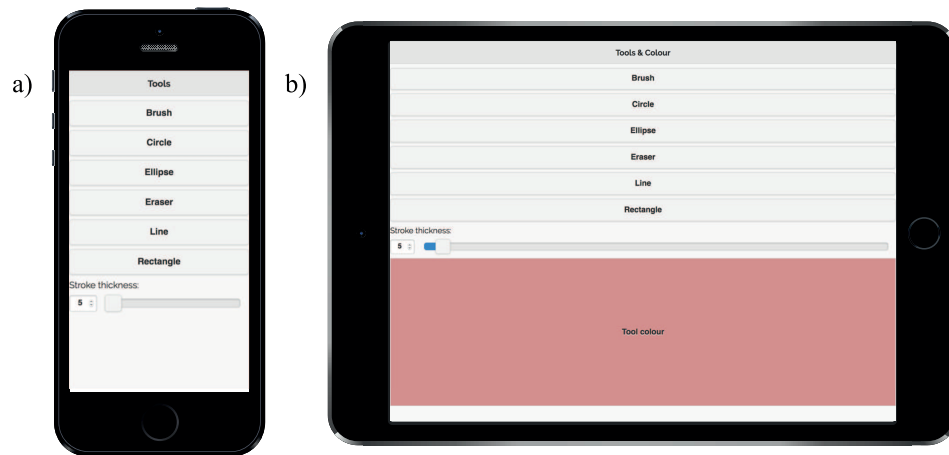 a)
Tools
Brush
Circle
Ellipse
Eraser
Line
Rectangle
Stroke thickness:
5
b)
Tools & Colour
Brush
Circle
Ellipse
Eraser
Line
Rectangle
Stroke thickness:
5
Tool colour